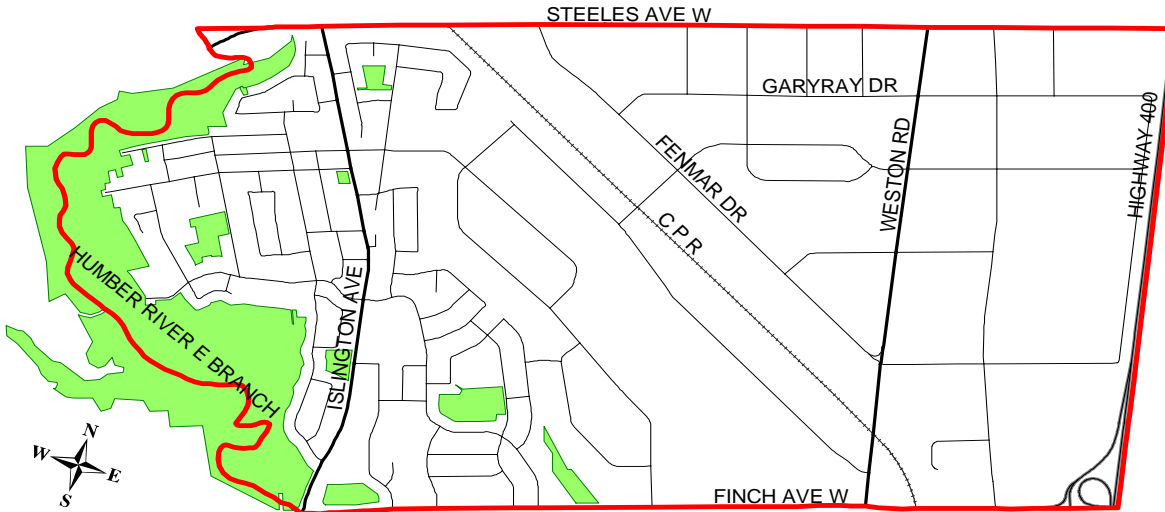 STEELES AVE W
GARYRAY DR
HIGHWAY 400
FENMAR DR
WESTON RD
C P R
HUMBER RIVER E BRANCH
ISLINGTON AVE
N
W
E
S
FINCH AVE W